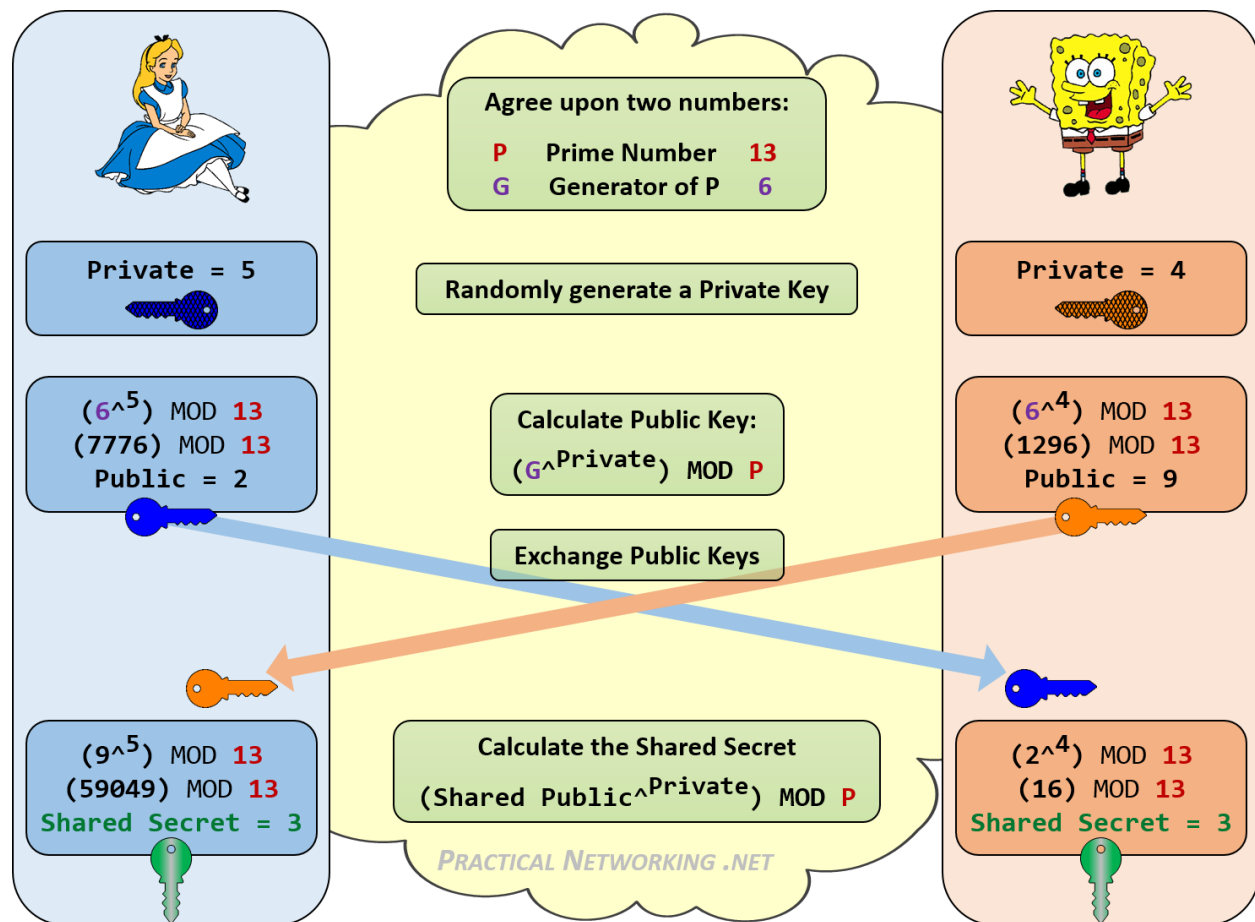 Agree upon two numbers:
P Prime Number 13
G Generator of P 6
Private = 5
Randomly generate a Private Key
Private = 4
(6^5) MOD 13
(7776) MOD 13
Public = 2
Calculate Public Key:
(G^Private) MOD P
(6^4) MOD 13
(1296) MOD 13
Public = 9
Exchange Public Keys
(9^5) MOD 13
(59049) MOD 13
Shared Secret = 3
Calculate the Shared Secret
(Shared Public^Private) MOD P
(2^4) MOD 13
(16) MOD 13
Shared Secret = 3
PRACTICAL NETWORKING .NET